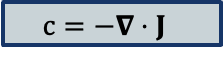 c = −∇ · J